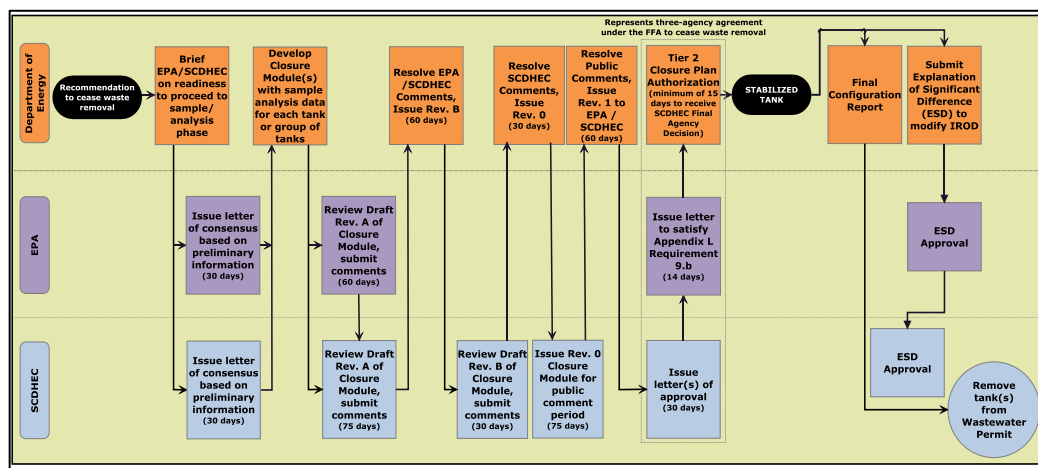 Represents three-agency agreement
under the FFA to cease waste removal
Department of
Energy
Recommendation
to cease waste
removal
Brief
EPA/SCDHEC
on readiness to
proceed to
sample/
analysis
phase
Develop
Closure
Module(s)
with sample
analysis data
for each tank
or group of
tanks
Resolve EPA
/SCDHEC
Comments,
Issue Rev. B
(60 days)
Resolve
SCDHEC
Comments,
Issue
Rev. 0
(30 days)
Resolve
Public
Comments,
Issue
Rev. 1 to
EPA /
SCDHEC
(60 days)
Tier 2
Closure Plan
Authorization
(minimum of 15
days to receive
SCDHEC Final
Agency
Decision)
STABILIZED
TANK
Final
Configuration
Report
Submit
Explanation
of Significant
Difference
(ESD) to
modify IROD
EPA
Issue letter
of consensus
based on
preliminary
information
(30 days)
Review Draft
Rev. A of
Closure
Module,
submit
comments
(60 days)
Issue letter
to satisfy
Appendix L
Requirement
9.b
(14 days)
ESD
Approval
SCDHEC
Issue letter
of consensus
based on
preliminary
information
(30 days)
Review Draft
Rev. A of
Closure
Module,
submit
comments
(75 days)
Review Draft
Rev. B of
Closure
Module,
submit
comments
(30 days)
Issue Rev. 0
Closure
Module for
public
comment
period
(75 days)
Issue
letter(s) of
approval
(30 days)
ESD
Approval
Remove
tank(s)
from
Wastewater
Permit